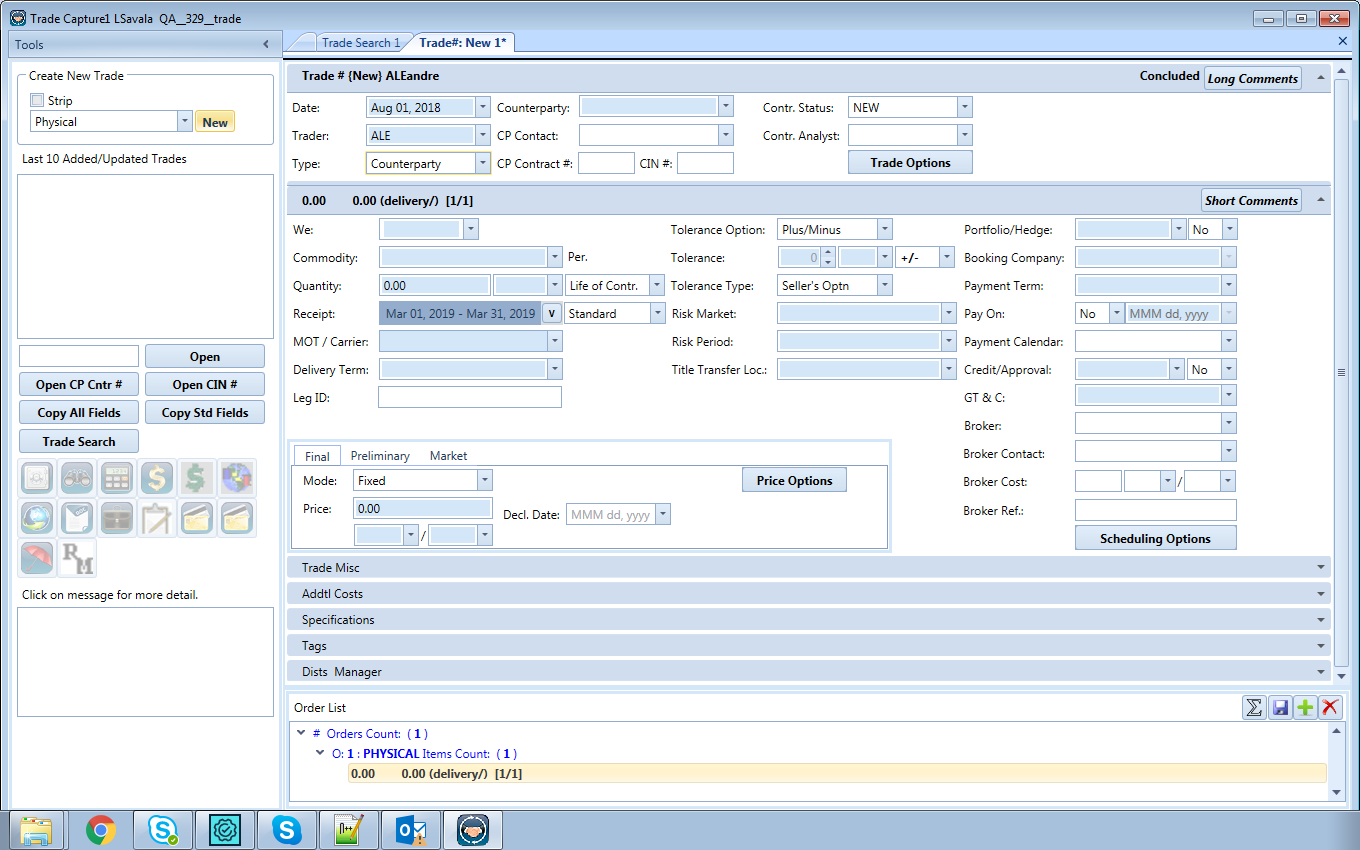 Trade Capture1 LSavala QA__329__trade
Tools
Trade Search 1
Trade#: New 1*
Create New Trade
Strip
Physical
New
Last 10 Added/Updated Trades
Open
Open CP Cntr #
Open CIN #
Copy All Fields
Copy Std Fields
Trade Search
RM
Click on message for more detail.
Trade # {New} ALEandre
Concluded
Long Comments
Date: Aug 01, 2018 Counterparty: Contr. Status: NEW
Trader: ALE CP Contact: Contr. Analyst:
Type: Counterparty CP Contract #: CIN #: Trade Options
0.00 0.00 (delivery/) [1/1]
Short Comments
We: Tolerance Option: Plus/Minus Portfolio/Hedge: No
Commodity: Per. Tolerance: 0 +/- Booking Company:
Quantity: 0.00 Life of Contr. Tolerance Type: Seller's Optn Payment Term:
Receipt: Mar 01, 2019 - Mar 31, 2019 v Standard Risk Market: Pay On: No MMM dd, yyyy
MOT / Carrier: Risk Period: Payment Calendar:
Delivery Term: Title Transfer Loc.: Credit/Approval: No
Leg ID: GT & C:
Broker:
Broker Contact:
Broker Cost: /
Broker Ref.:
Scheduling Options
Final Preliminary Market
Mode: Fixed Price Options
Price: 0.00 Decl. Date: MMM dd, yyyy
/
Trade Misc
Addtl Costs
Specifications
Tags
Dists Manager
Order List
# Orders Count: ( 1 )
O: 1 : PHYSICAL Items Count: ( 1 )
0.00 0.00 (delivery/) [1/1]